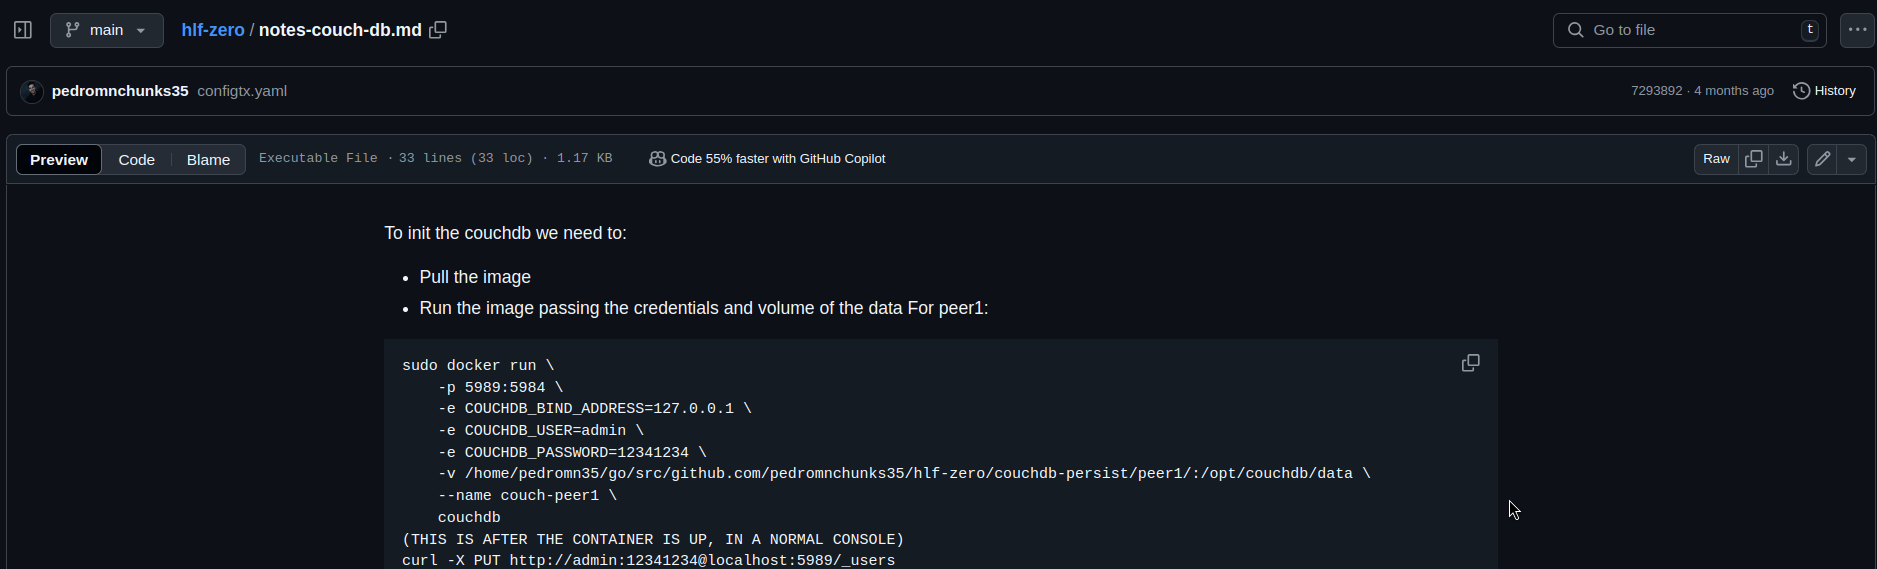 main
hlf-zero / notes-couch-db.md
Go to file
t
pedromnchunks35 configtx.yaml
7293892 · 4 months ago
History
Preview
Code
Blame
Executable File · 33 lines (33 loc) · 1.17 KB
Code 55% faster with GitHub Copilot
Raw
To init the couchdb we need to:
• Pull the image
• Run the image passing the credentials and volume of the data For peer1:
sudo docker run \
    -p 5989:5984 \
    -e COUCHDB_BIND_ADDRESS=127.0.0.1 \
    -e COUCHDB_USER=admin \
    -e COUCHDB_PASSWORD=12341234 \
    -v /home/pedromn35/go/src/github.com/pedromnchunks35/hlf-zero/couchdb-persist/peer1/:/opt/couchdb/data \
    --name couch-peer1 \
    couchdb
(THIS IS AFTER THE CONTAINER IS UP, IN A NORMAL CONSOLE)
curl -X PUT http://admin:12341234@localhost:5989/_users